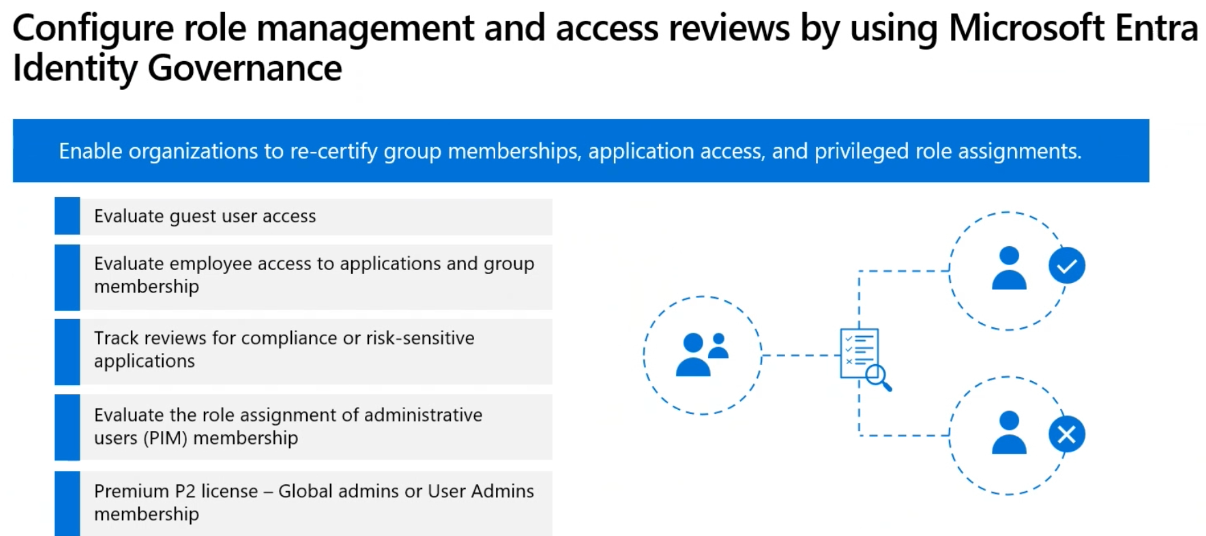 Configure role management and access reviews by using Microsoft Entra
Identity Governance
Enable organizations to re-certify group memberships, application access, and privileged role assignments.
Evaluate guest user access
Evaluate employee access to applications and group
membership
Track reviews for compliance or risk-sensitive
applications
Evaluate the role assignment of administrative
users (PIM) membership
Premium P2 license – Global admins or User Admins
membership